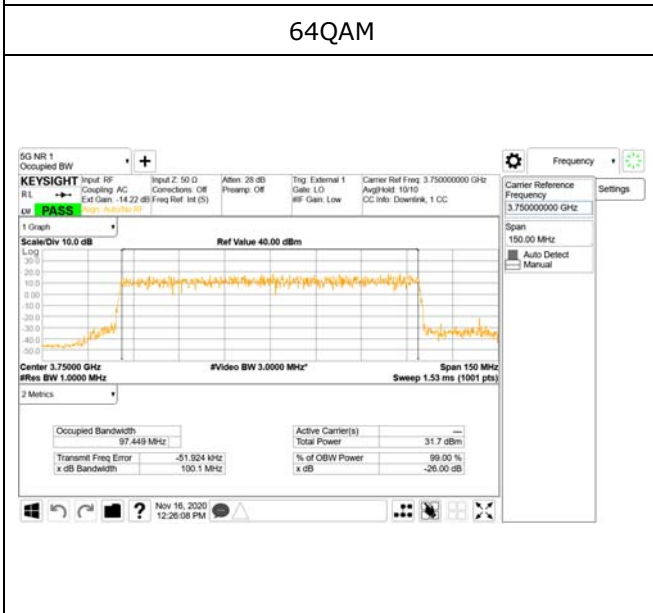 64QAM
5G NR 1
Occupied BW
Frequency
Settings
KEYSIGHT
Input: RF
Input Z: 50 Ω
Atten: 28 dB
Trig: External 1
Carrier Ref Freq: 3.750000000 GHz
RL
Coupling: AC
Corrections: Off
Preamp: Off
Gate: LO
Avg|Hold: 10/10
Ext Gain: -14.22 dB
Freq Ref: Int (S)
#IF Gain: Low
CC Info: Downlink, 1 CC
PASS
Align: Auto/No RF
Carrier Reference
Frequency
3.750000000 GHz
Span
150.00 MHz
Auto Detect
Manual
1 Graph
Scale/Div 10.0 dB
Ref Value 40.00 dBm
Log
30.0
20.0
10.0
0.00
-10.0
-20.0
-30.0
-40.0
-50.0
Center 3.75000 GHz
#Video BW 3.0000 MHz*
Span 150 MHz
#Res BW 1.0000 MHz
Sweep 1.53 ms (1001 pts)
2 Metrics
Occupied Bandwidth
97.449 MHz
Active Carrier(s)
---
Total Power
31.7 dBm
Transmit Freq Error
-51.924 kHz
% of OBW Power
99.00 %
x dB Bandwidth
100.1 MHz
x dB
-26.00 dB
?
Nov 16, 2020
12:26:08 PM